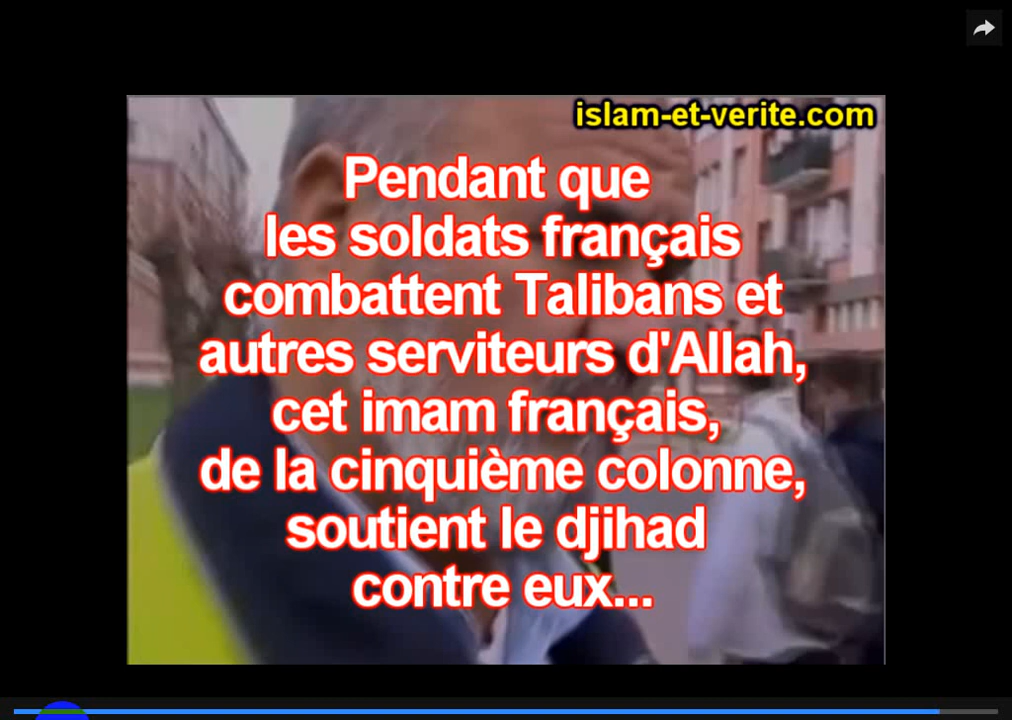 islam-et-verite.com
Pendant que
les soldats français
combattent Talibans et
autres serviteurs d'Allah,
cet imam français,
de la cinquième colonne,
soutient le djihad
contre eux...